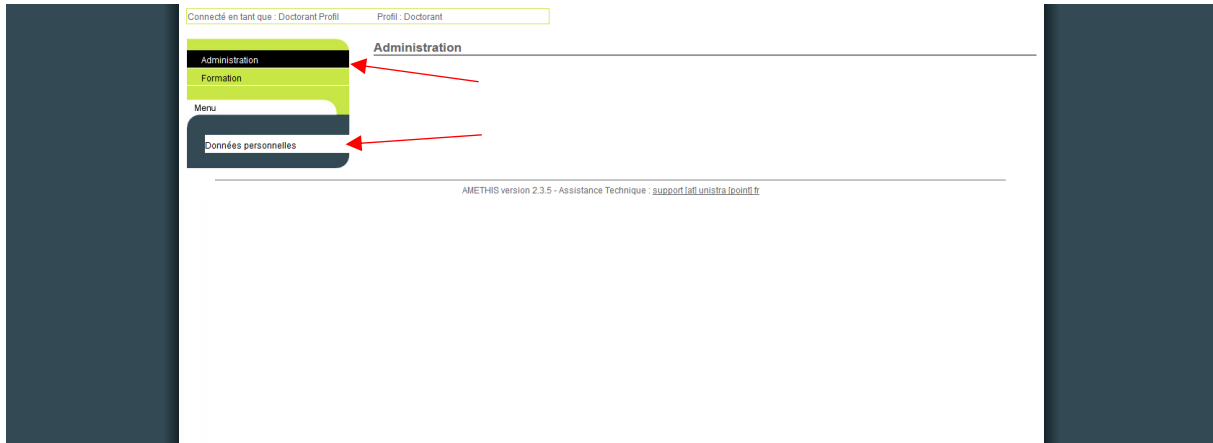 Connecté en tant que : Doctorant Profil Profil : Doctorant
Administration
Administration
Formation
Menu
Données personnelles
AMETHIS version 2.3.5 - Assistance Technique : support [at] unistra [point] fr